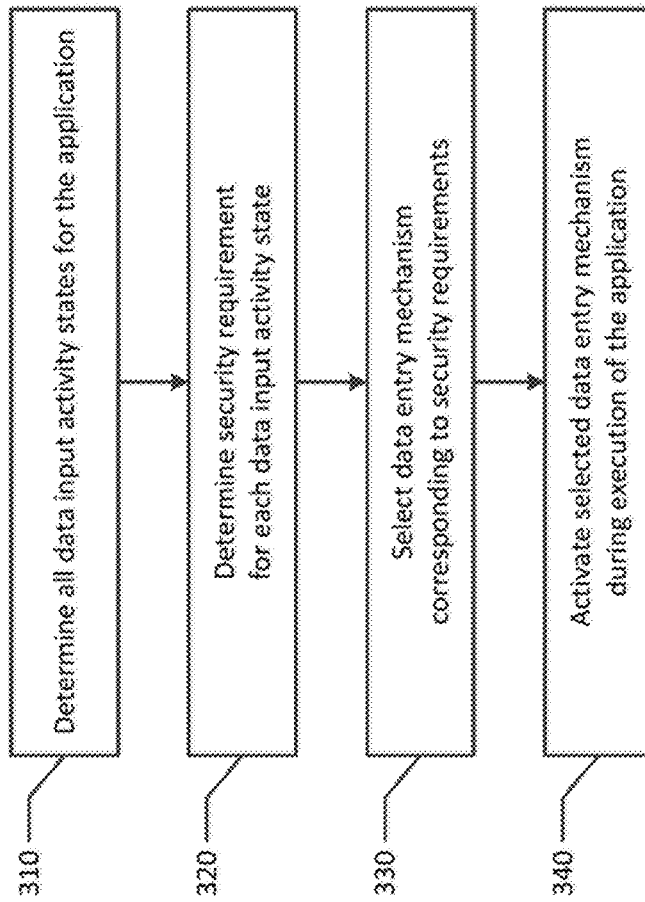 310
Determine all data input activity states for the application
320
Determine security requirement
for each data input activity state
330
Select data entry mechanism
corresponding to security requirements
340
Activate selected data entry mechanism
during execution of the application